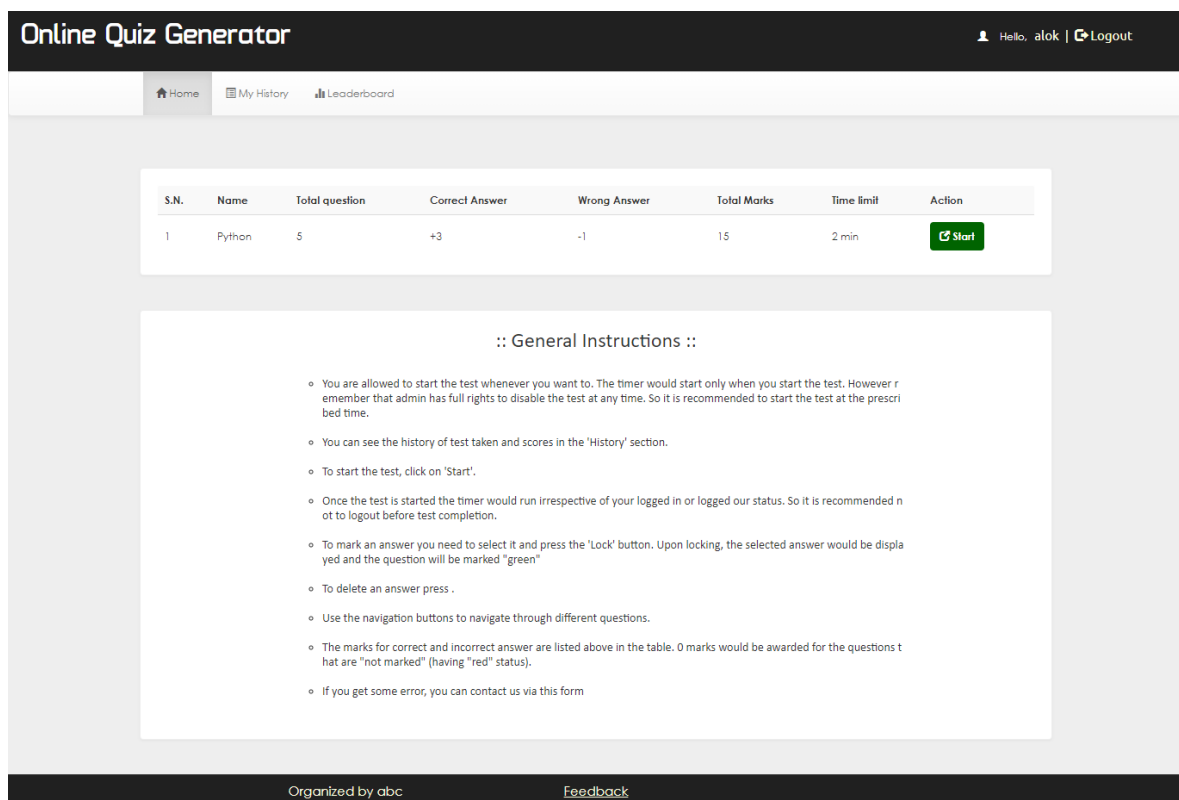 Online Quiz Generator
Hello, alok | Logout
Home My History Leaderboard
S.N. Name Total question Correct Answer Wrong Answer Total Marks Time limit Action
1 Python 5 +3 -1 15 2 min Start
:: General Instructions ::
You are allowed to start the test whenever you want to. The timer would start only when you start the test. However r
emember that admin has full rights to disable the test at any time. So it is recommended to start the test at the prescri
bed time.
You can see the history of test taken and scores in the 'History' section.
To start the test, click on 'Start'.
Once the test is started the timer would run irrespective of your logged in or logged our status. So it is recommended n
ot to logout before test completion.
To mark an answer you need to select it and press the 'Lock' button. Upon locking, the selected answer would be displa
yed and the question will be marked "green"
To delete an answer press .
Use the navigation buttons to navigate through different questions.
The marks for correct and incorrect answer are listed above in the table. 0 marks would be awarded for the questions t
hat are "not marked" (having "red" status).
If you get some error, you can contact us via this form
Organized by abc Feedback